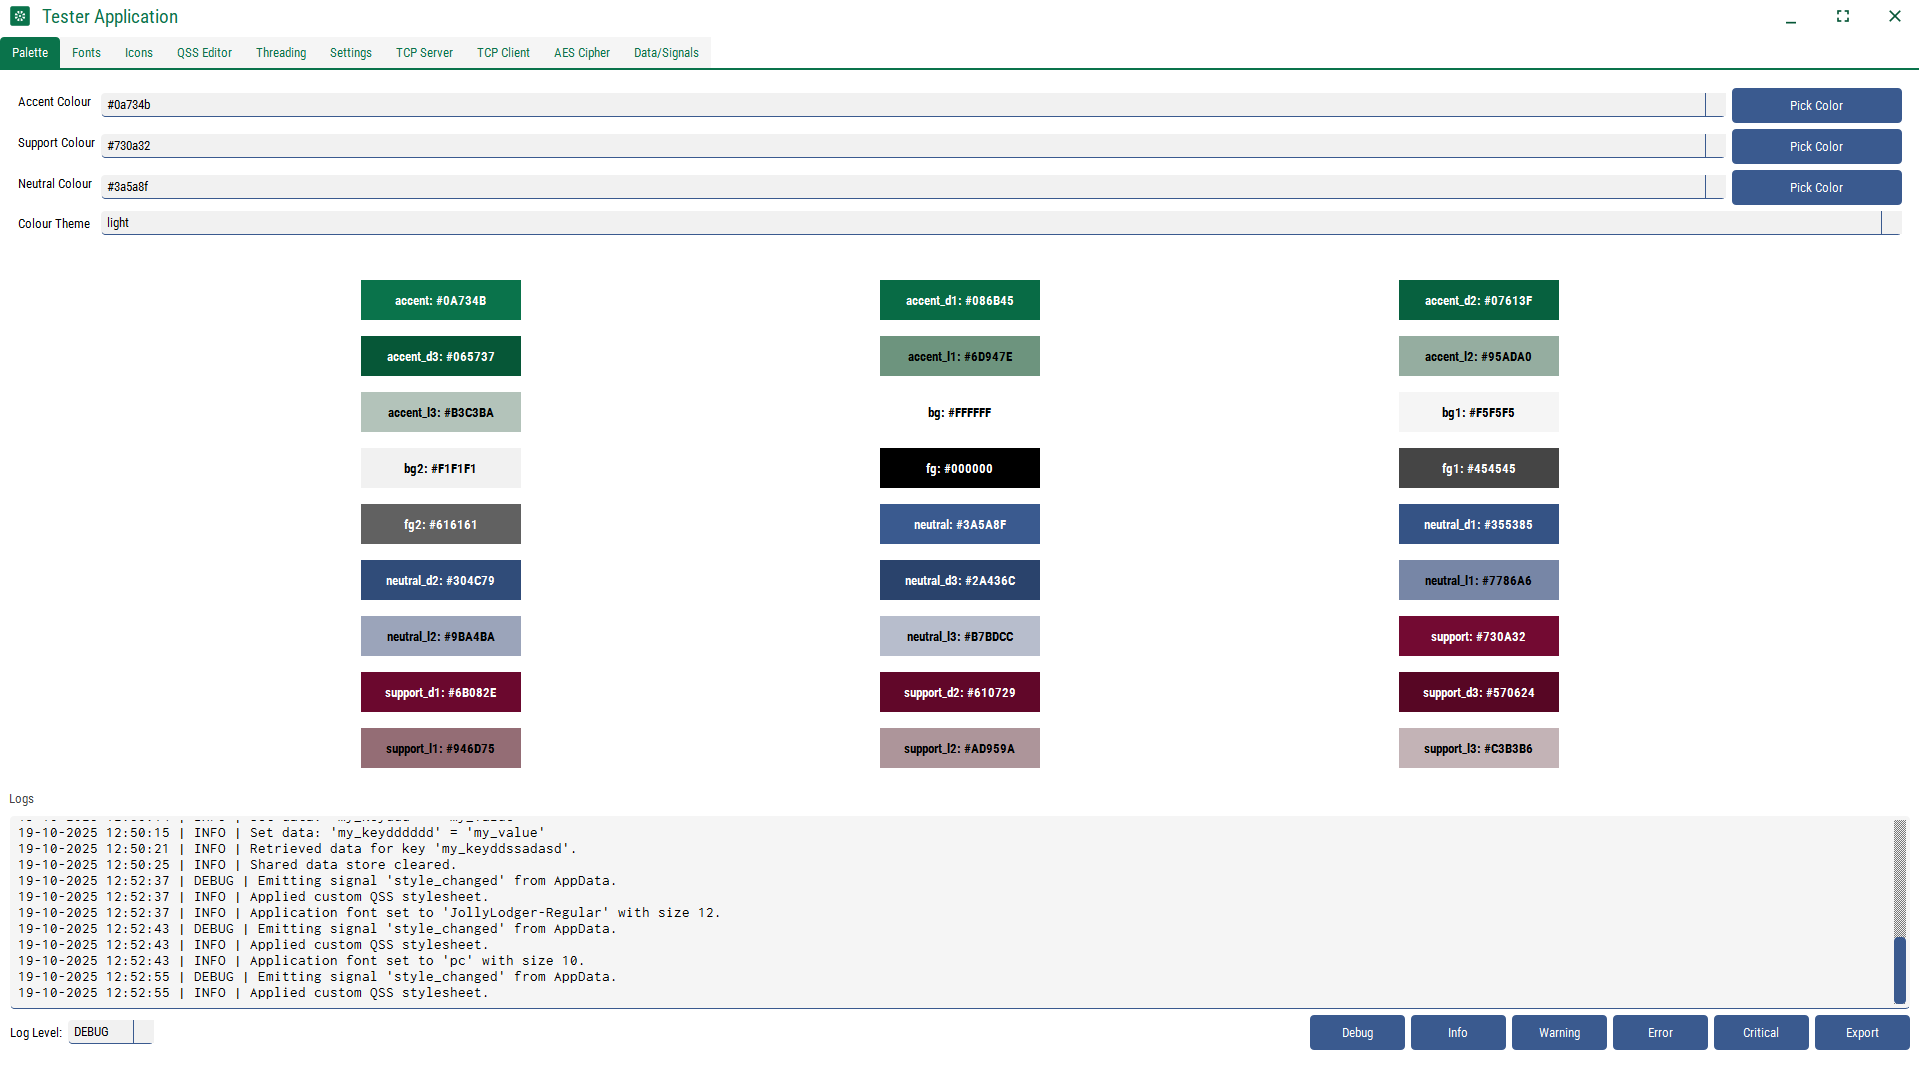 Tester Application
Palette Fonts Icons QSS Editor Threading Settings TCP Server TCP Client AES Cipher Data/Signals
Accent Colour #0a734b Pick Color
Support Colour #730a32 Pick Color
Neutral Colour #3a5a8f Pick Color
Colour Theme light
accent: #0A734B accent_d1: #086B45 accent_d2: #07613F
accent_d3: #065737 accent_l1: #6D947E accent_l2: #95ADA0
accent_l3: #B3C3BA bg: #FFFFFF bg1: #F5F5F5
bg2: #F1F1F1 fg: #000000 fg1: #454545
fg2: #616161 neutral: #3A5A8F neutral_d1: #355385
neutral_d2: #304C79 neutral_d3: #2A436C neutral_l1: #7786A6
neutral_l2: #9BA4BA neutral_l3: #B7BDCC support: #730A32
support_d1: #6B082E support_d2: #610729 support_d3: #570624
support_l1: #946D75 support_l2: #AD959A support_l3: #C3B3B6
Logs
19-10-2025 12:50:15 | INFO | Set data: 'my_keydddddd' = 'my_value'
19-10-2025 12:50:21 | INFO | Retrieved data for key 'my_keyddssadasd'.
19-10-2025 12:50:25 | INFO | Shared data store cleared.
19-10-2025 12:52:37 | DEBUG | Emitting signal 'style_changed' from AppData.
19-10-2025 12:52:37 | INFO | Applied custom QSS stylesheet.
19-10-2025 12:52:37 | INFO | Application font set to 'JollyLodger-Regular' with size 12.
19-10-2025 12:52:43 | DEBUG | Emitting signal 'style_changed' from AppData.
19-10-2025 12:52:43 | INFO | Applied custom QSS stylesheet.
19-10-2025 12:52:43 | INFO | Application font set to 'pc' with size 10.
19-10-2025 12:52:55 | DEBUG | Emitting signal 'style_changed' from AppData.
19-10-2025 12:52:55 | INFO | Applied custom QSS stylesheet.
Log Level: DEBUG Debug Info Warning Error Critical Export